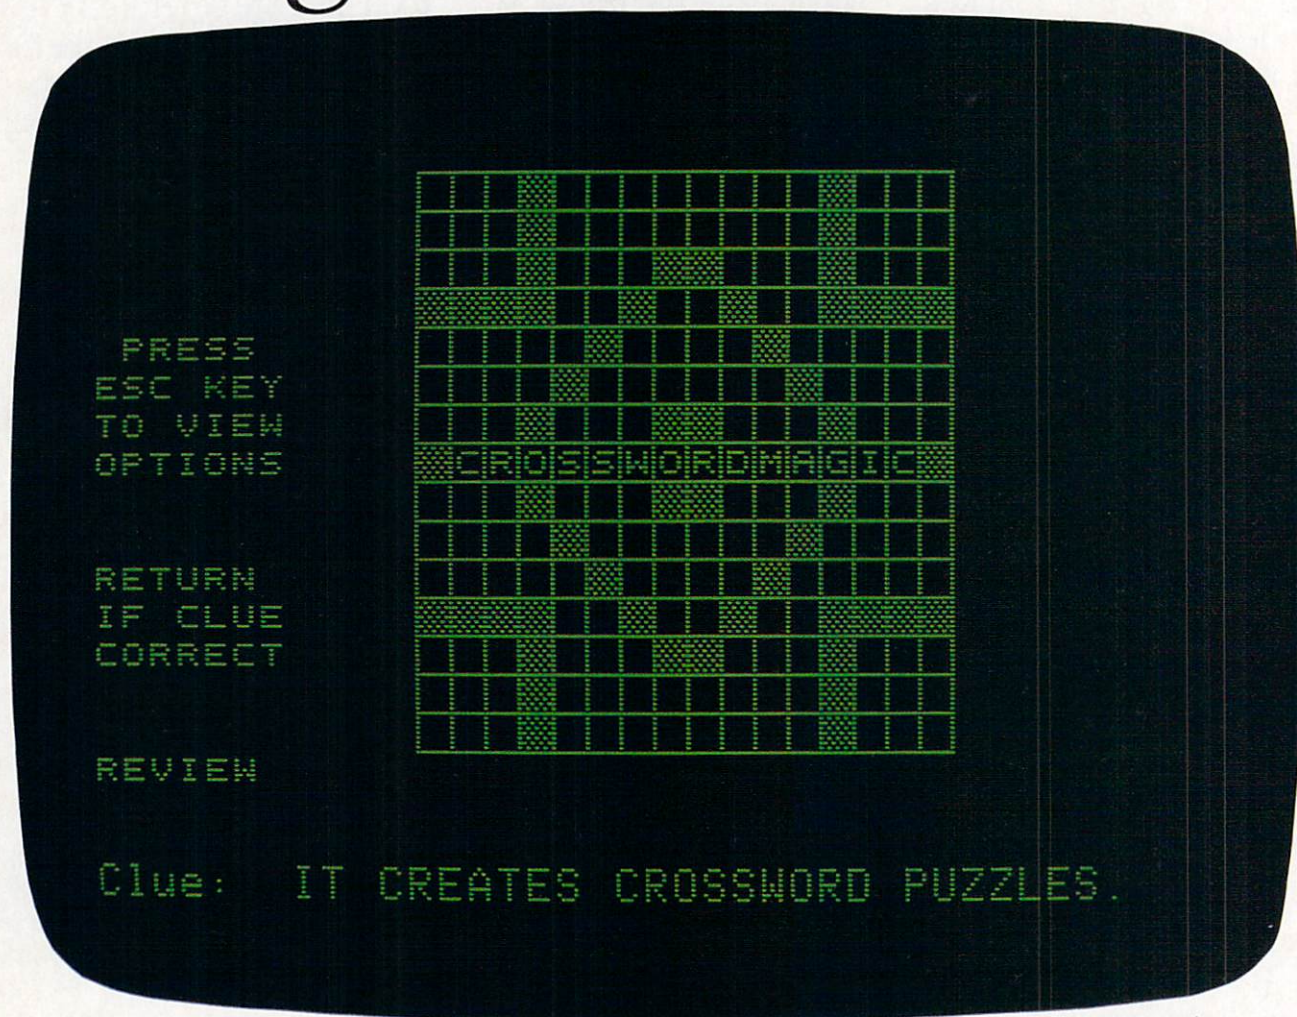 PRESS
ESC KEY
TO VIEW
OPTIONS
CROSSWORDMAGIC
RETURN
IF CLUE
CORRECT
REVIEW
Clue: IT CREATES CROSSWORD PUZZLES.